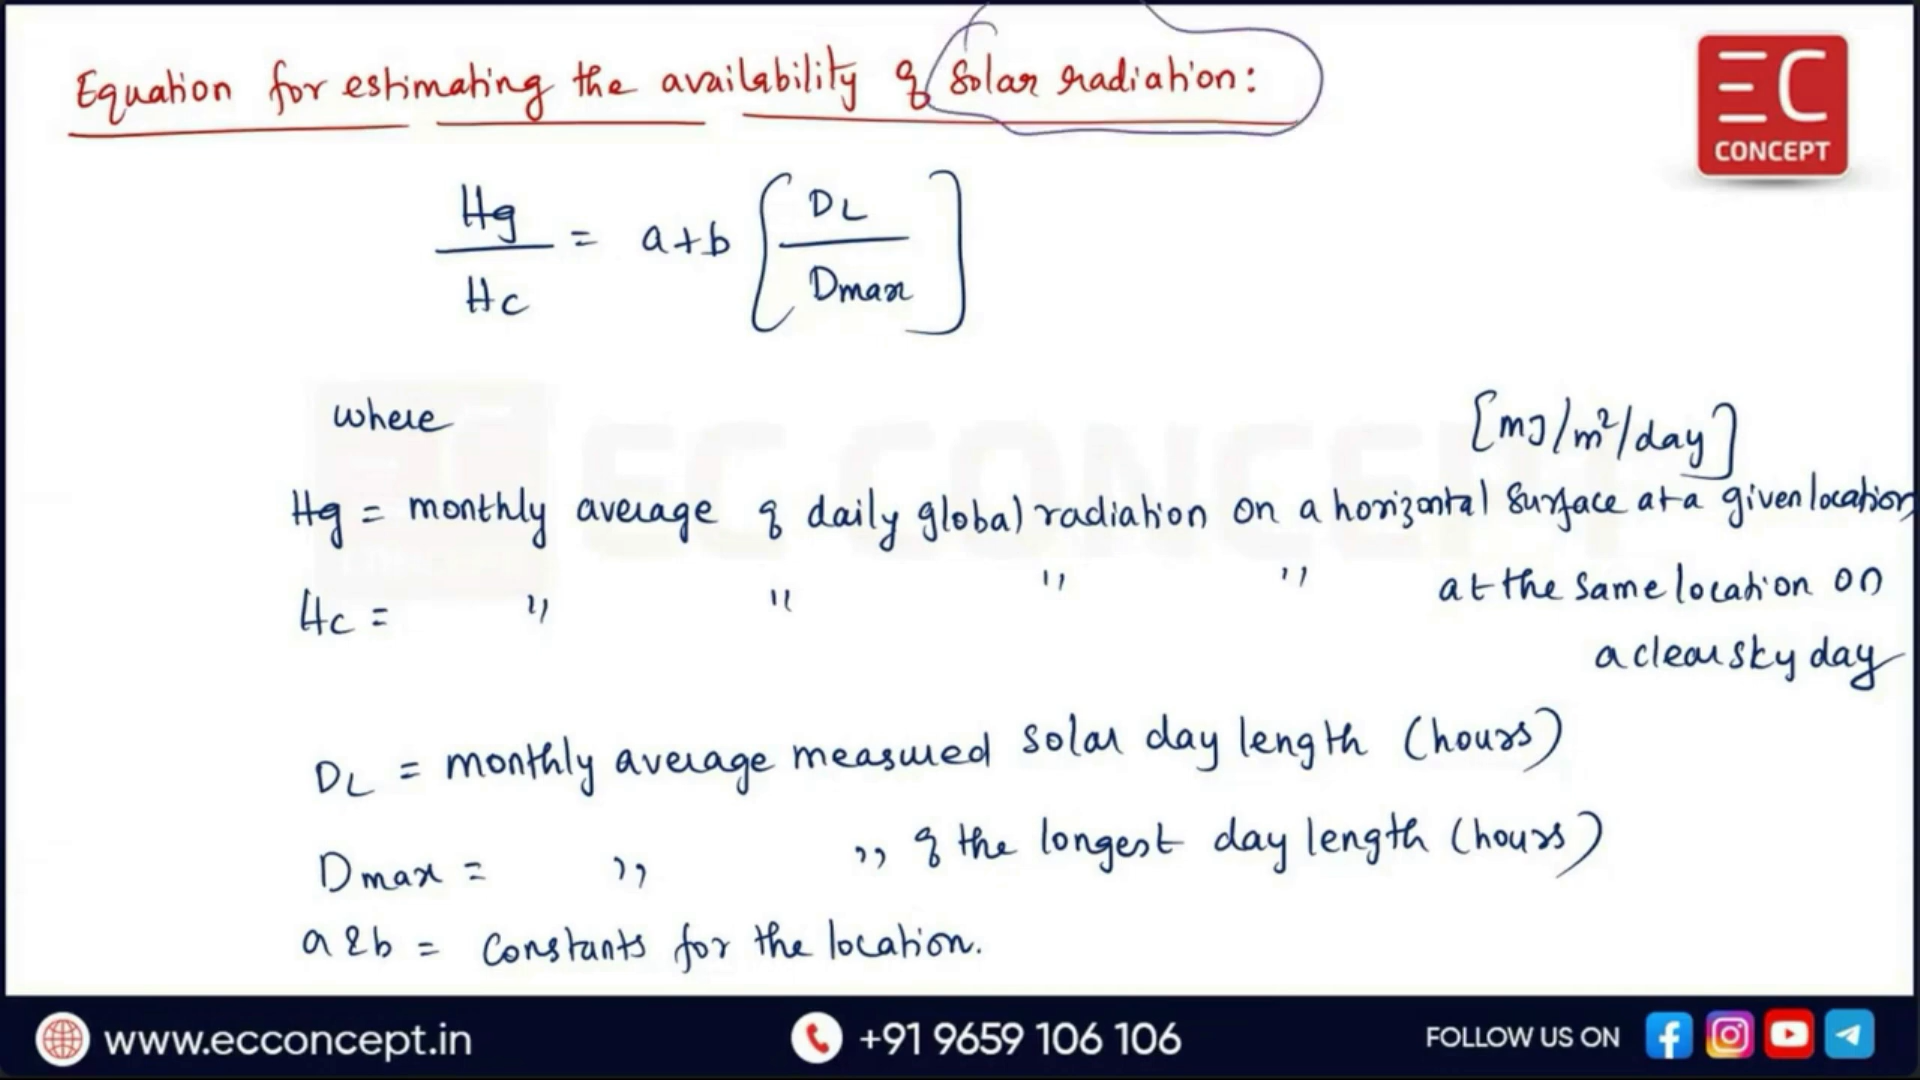 Equation for estimating the availability of solar radiation:
EC
CONCEPT
Hg/Hc = a+b [DL/Dmax]
where
[mJ/m²/day]
Hg = monthly average of daily global radiation on a horizontal surface at a given location
Hc = " " " " at the same location on
a clear sky day
DL = monthly average measured solar day length (hours)
Dmax = " " of the longest day length (hours)
a & b = Constants for the location.
EC CONCEPT
www.ecconcept.in
+91 9659 106 106
FOLLOW US ON